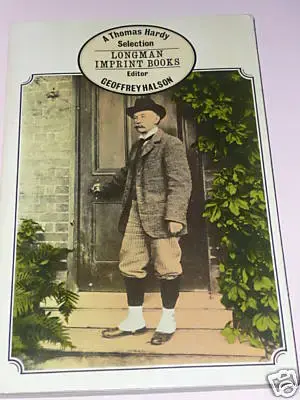 A Thomas Hardy
Selection
LONGMAN
IMPRINT BOOKS
Editor
GEOFFREY HALSON